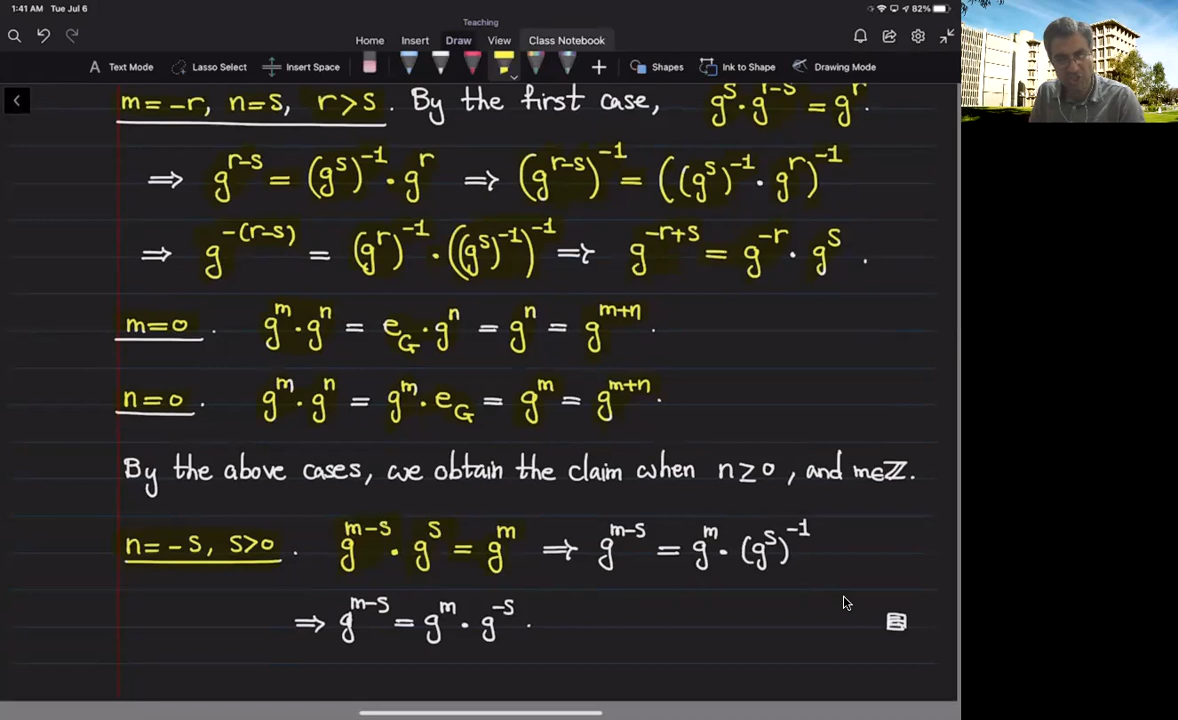 1:41 AM Tue Jul 6
82%
Teaching
Home Insert Draw View Class Notebook
Text Mode Lasso Select Insert Space Shapes Ink to Shape Drawing Mode
m=-r, n=s, r>s. By the first case, g^s·g^{r-s} = g^r.
⇒ g^{r-s} = (g^s)^{-1}·g^r ⇒ (g^{r-s})^{-1} = ((g^s)^{-1}·g^r)^{-1}
⇒ g^{-(r-s)} = (g^r)^{-1}·((g^s)^{-1})^{-1} ⇒ g^{-r+s} = g^{-r}·g^s.
m=0. g^m·g^n = e_G·g^n = g^n = g^{m+n}.
n=0. g^m·g^n = g^m·e_G = g^m = g^{m+n}.
By the above cases, we obtain the claim when n≥0, and m∈ℤ.
n=-s, s>0. g^{m-s}·g^s = g^m ⇒ g^{m-s} = g^m·(g^s)^{-1}
⇒ g^{m-s} = g^m·g^{-s}.